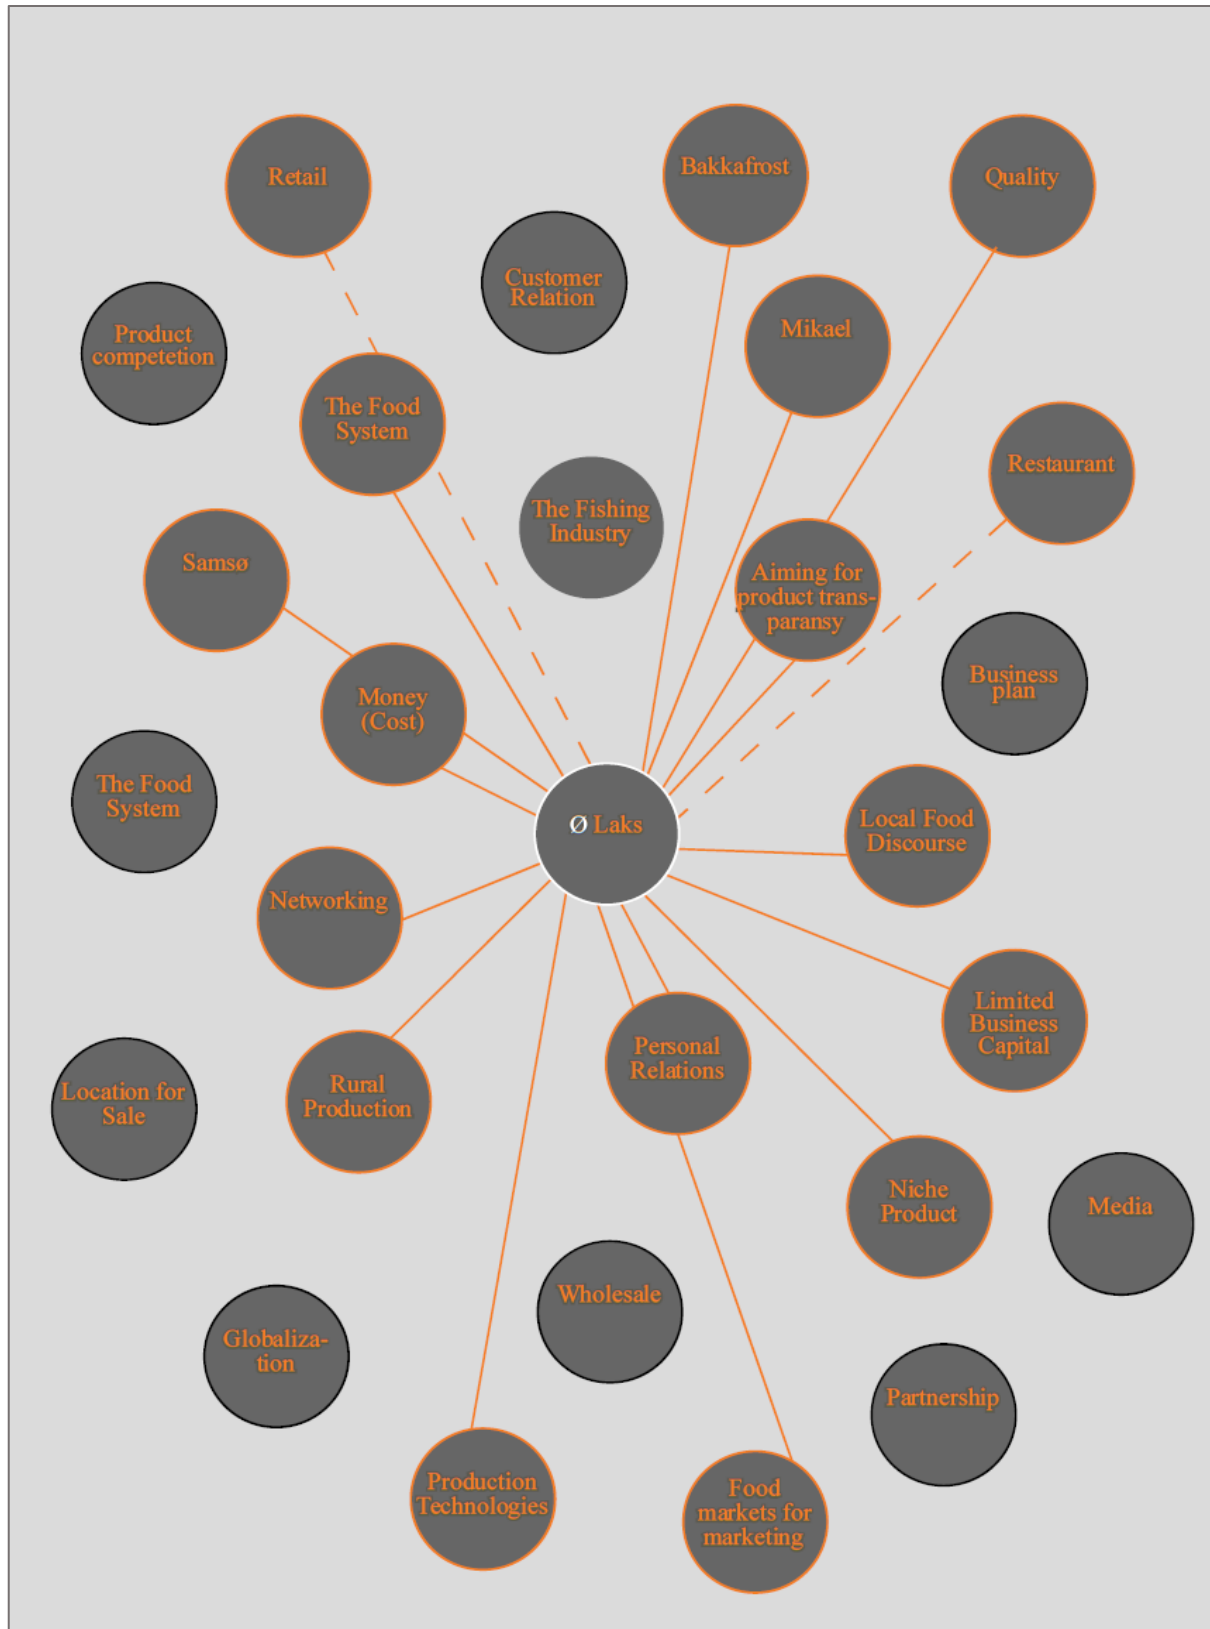 Retail
Bakkafrost
Quality
Customer
Relation
Product
competetion
Mikael
The Food
System
Restaurant
The Fishing
Industry
Samsø
Aiming for
product trans-
paransy
Business
plan
Money
(Cost)
The Food
System
Ø Laks
Local Food
Discourse
Networking
Limited
Business
Capital
Personal
Relations
Location for
Sale
Rural
Production
Niche
Product
Media
Wholesale
Globaliza-
tion
Partnership
Production
Technologies
Food
markets for
marketing